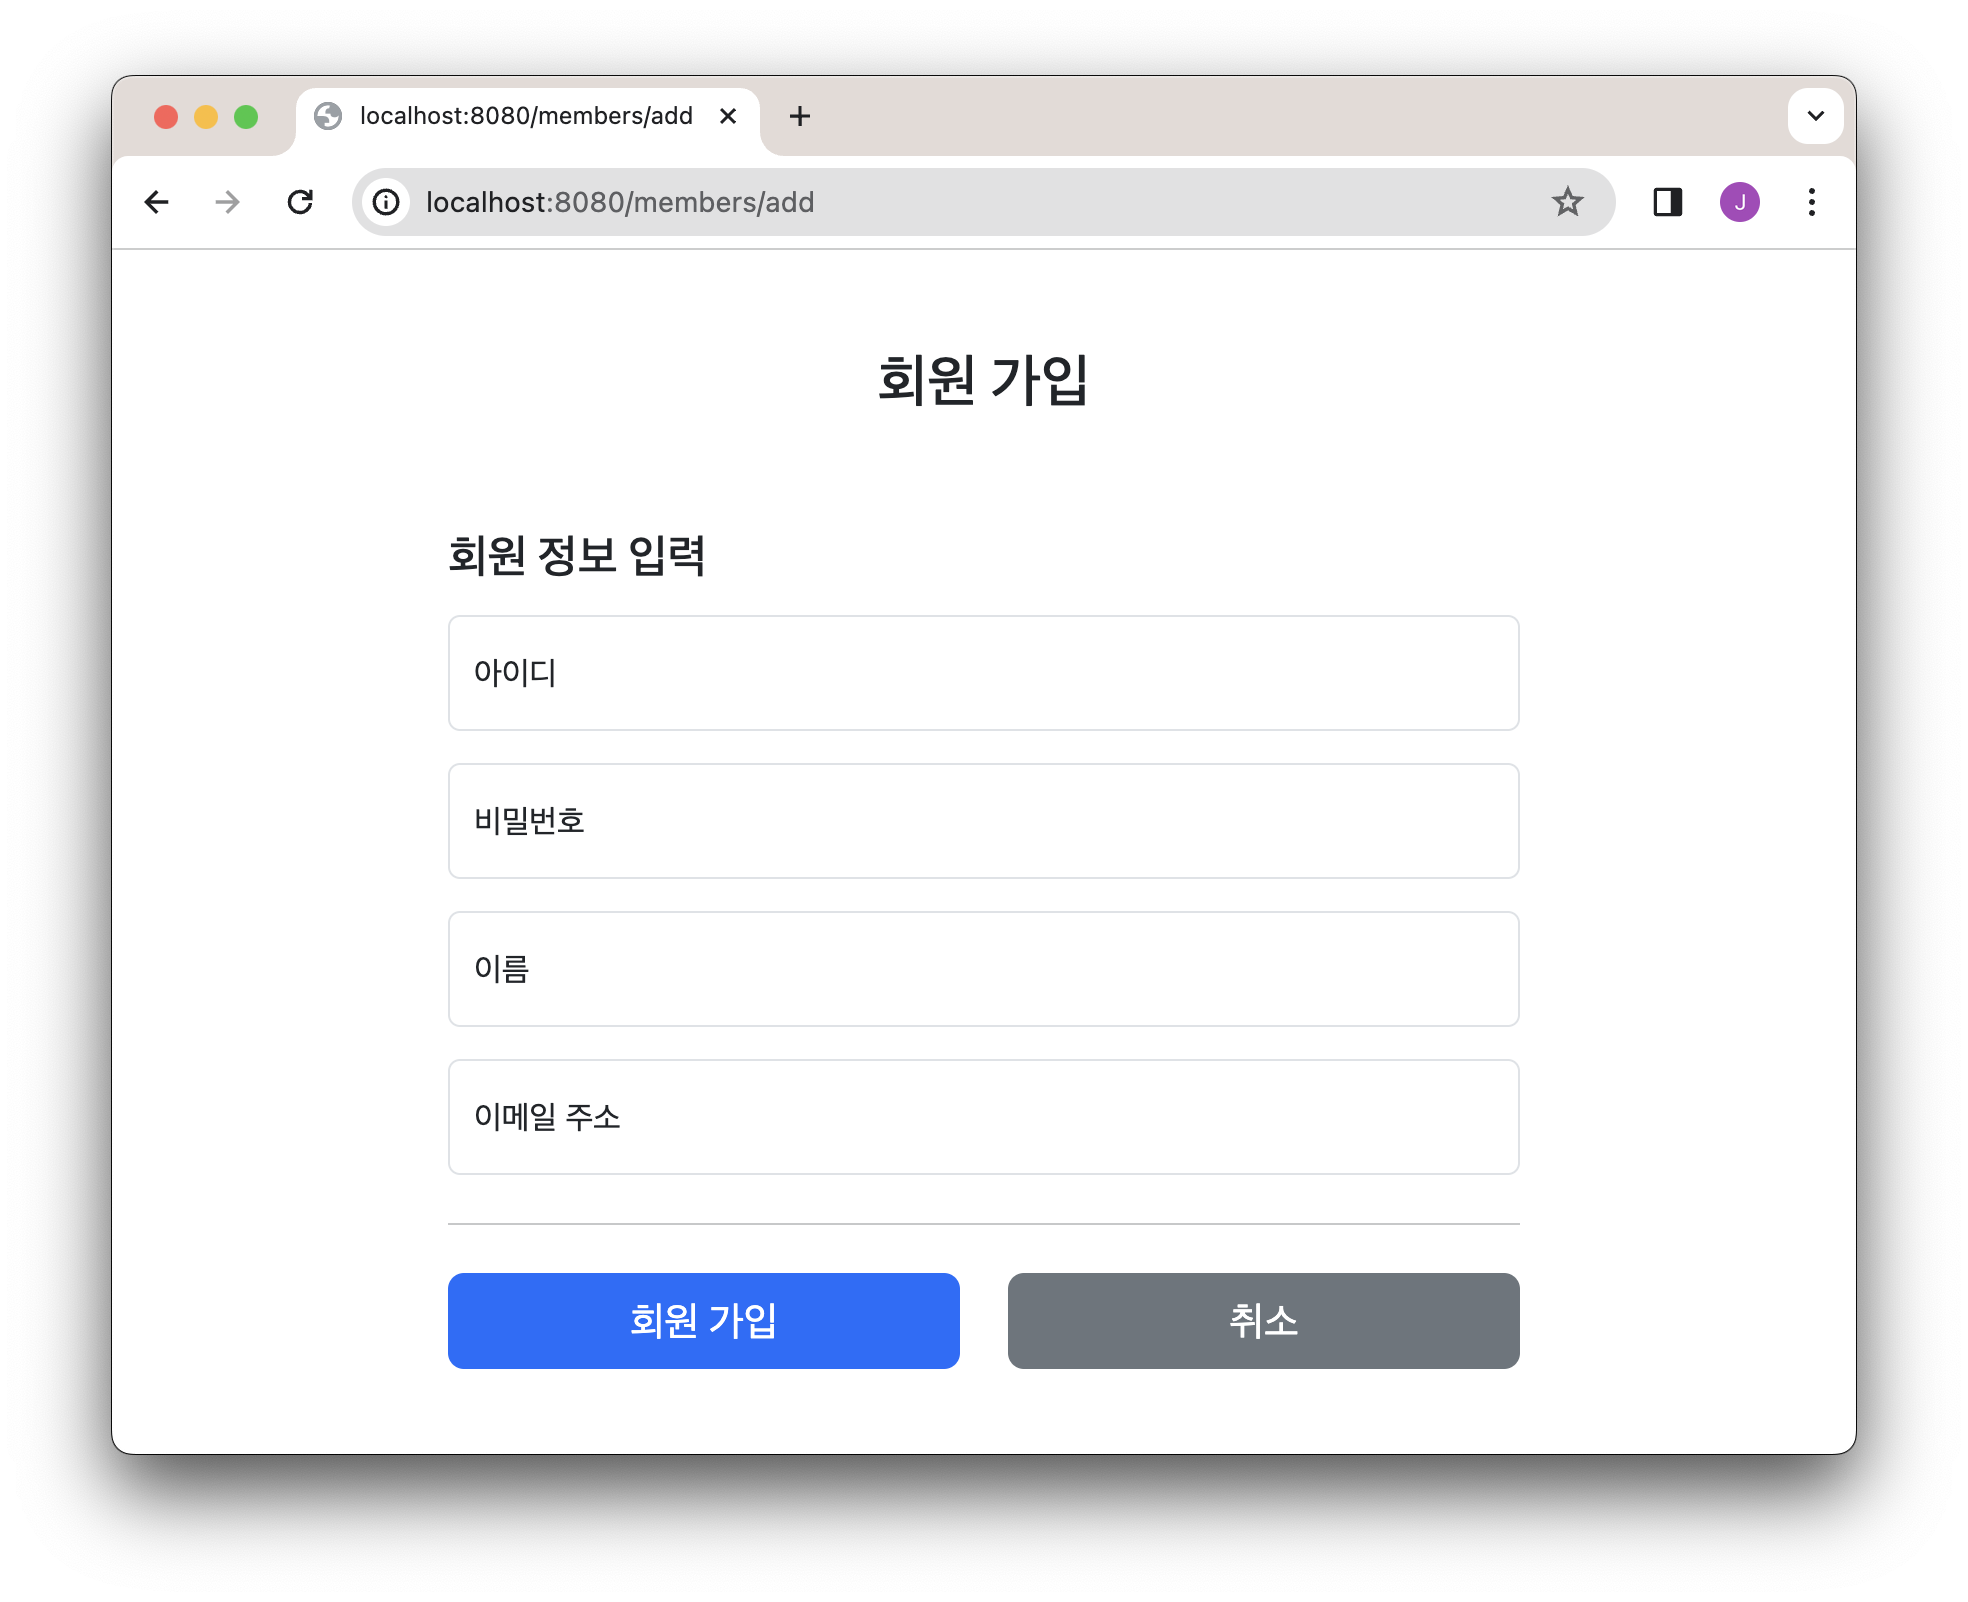 localhost:8080/members/add
localhost:8080/members/add
J
회원 가입
회원 정보 입력
아이디
비밀번호
이름
이메일 주소
회원 가입 취소